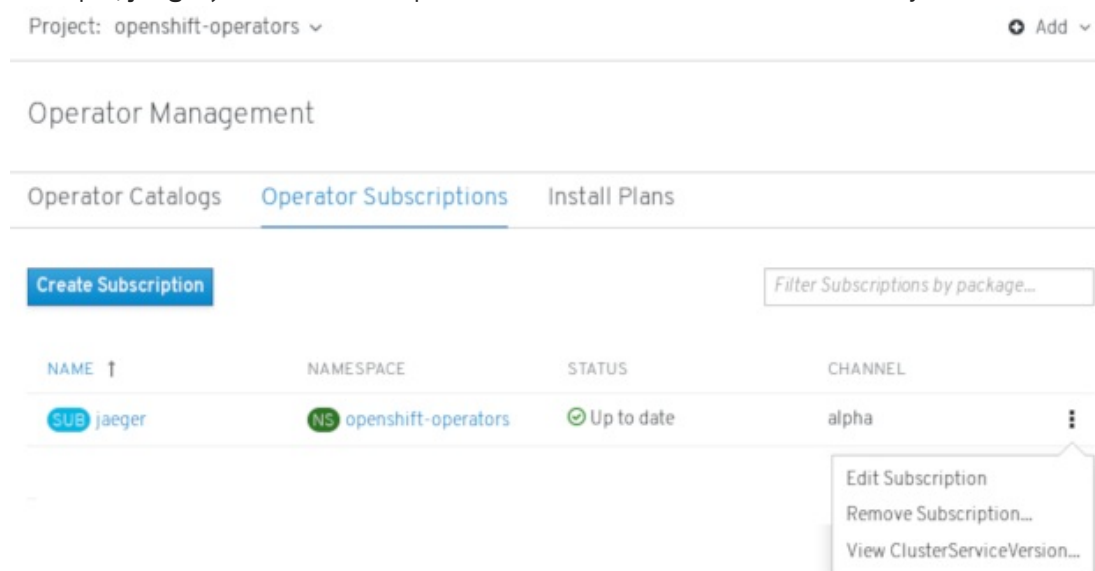 Project: openshift-operators
Add
Operator Management
Operator Catalogs Operator Subscriptions Install Plans
Create Subscription Filter Subscriptions by package...
NAME ↑ NAMESPACE STATUS CHANNEL
SUB jaeger NS openshift-operators Up to date alpha
Edit Subscription
Remove Subscription...
View ClusterServiceVersion...